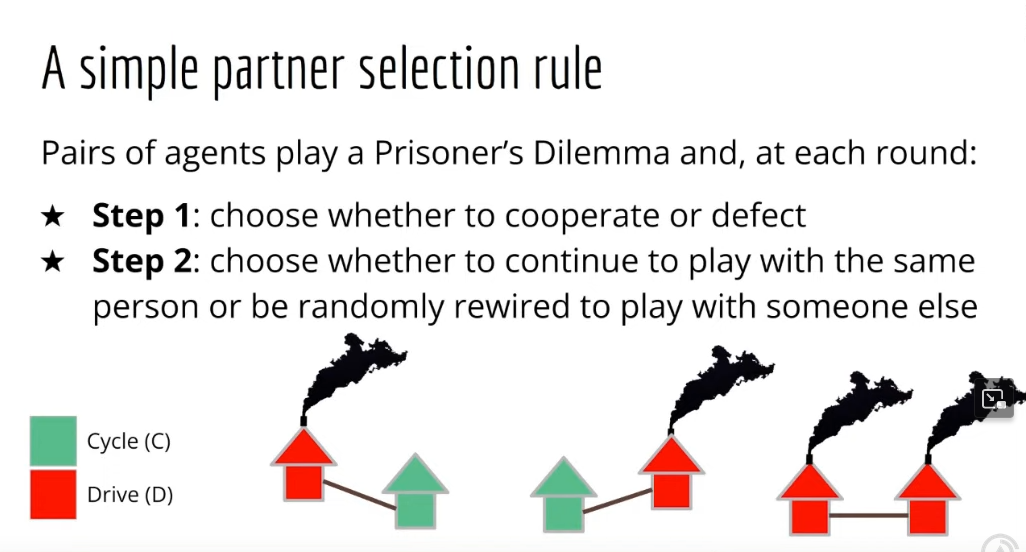 A simple partner selection rule
Pairs of agents play a Prisoner’s Dilemma and, at each round:
★ Step 1: choose whether to cooperate or defect
★ Step 2: choose whether to continue to play with the same
person or be randomly rewired to play with someone else
Cycle (C)
Drive (D)